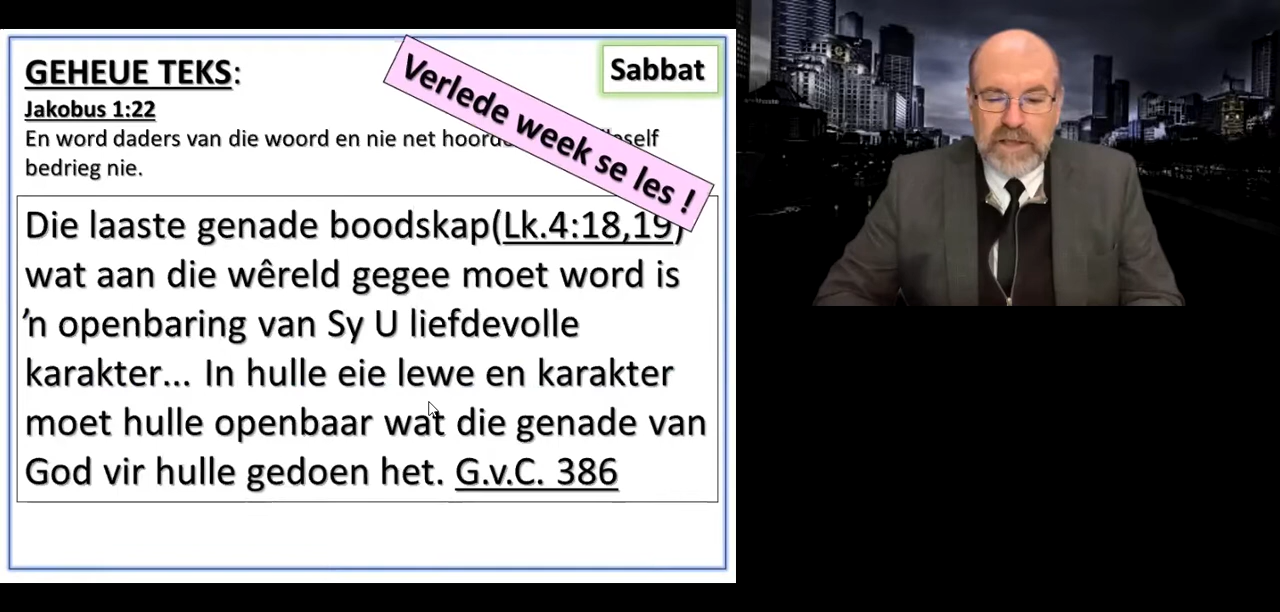 GEHEUE TEKS:
Sabbat
Verlede week se les !
Jakobus 1:22
En word daders van die woord en nie net
bedrieg nie.
Die laaste genade boodskap(Lk.4:18,19)
wat aan die wêreld gegee moet word is
’n openbaring van Sy U liefdevolle
karakter... In hulle eie lewe en karakter
moet hulle openbaar wat die genade van
God vir hulle gedoen het. G.v.C. 386